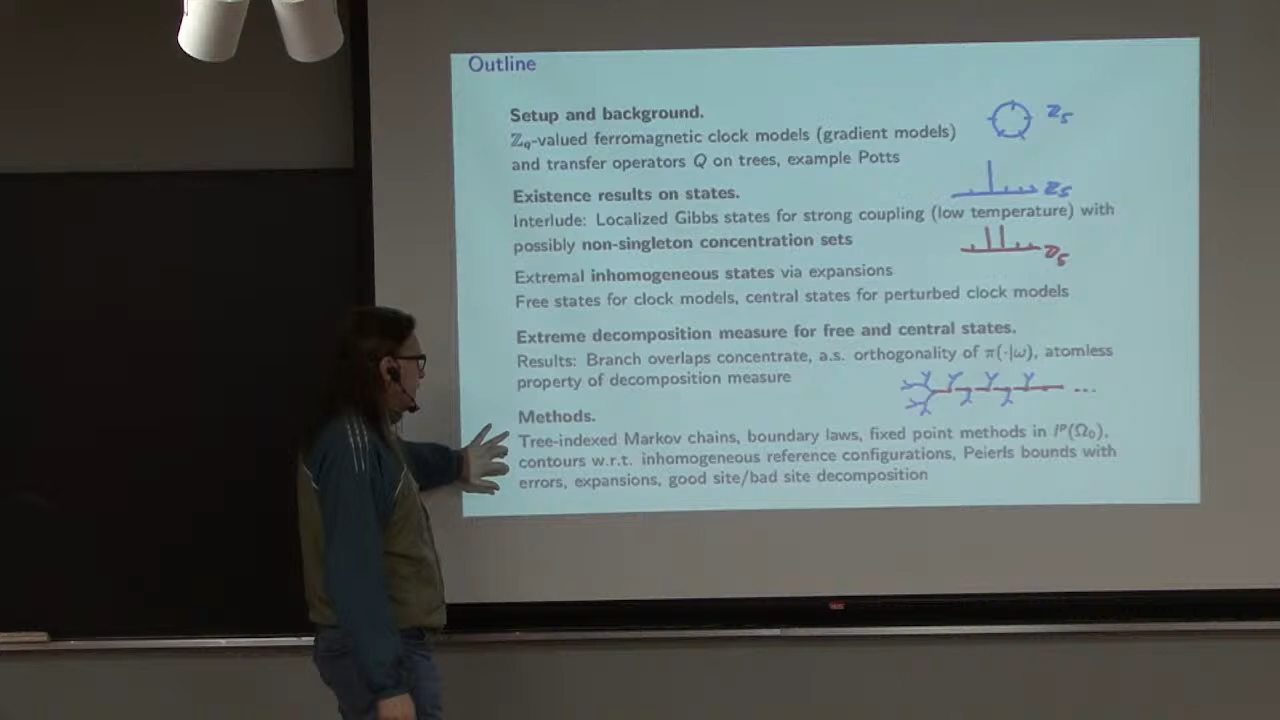 Outline
Setup and background.
ℤq-valued ferromagnetic clock models (gradient models)
and transfer operators Q on trees, example Potts
ℤ5
Existence results on states.
ℤ5
Interlude: Localized Gibbs states for strong coupling (low temperature) with
possibly non-singleton concentration sets
ℤ5
Extremal inhomogeneous states via expansions
Free states for clock models, central states for perturbed clock models
Extreme decomposition measure for free and central states.
Results: Branch overlaps concentrate, a.s. orthogonality of π(·|ω), atomless
property of decomposition measure
...
Methods.
Tree-indexed Markov chains, boundary laws, fixed point methods in lᵖ(Ω₀),
contours w.r.t. inhomogeneous reference configurations, Peierls bounds with
errors, expansions, good site/bad site decomposition